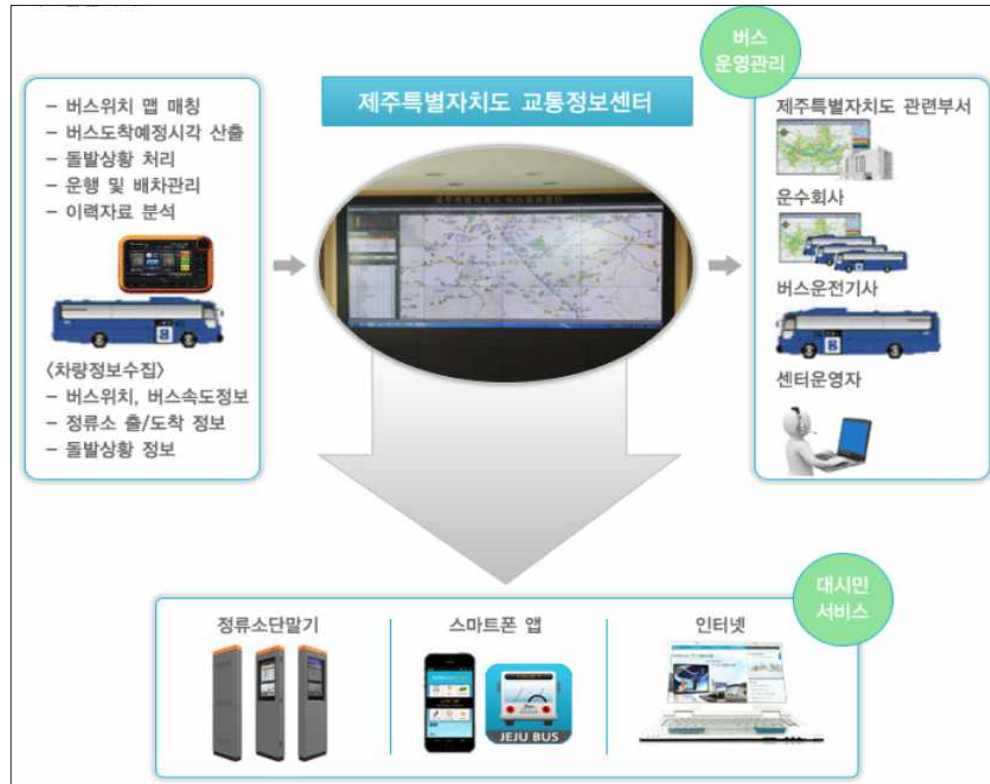 버스
운영관리
제주특별자치도 교통정보센터
- 버스위치 맵 매칭
- 버스도착예정시각 산출
- 돌발상황 처리
- 운행 및 배차관리
- 이력자료 분석
<차량정보수집>
- 버스위치, 버스속도정보
- 정류소 출/도착 정보
- 돌발상황 정보
제주특별자치도 관련부서
운수회사
버스운전기사
센터운영자
대시민
서비스
정류소단말기
스마트폰 앱
JEJU BUS
인터넷